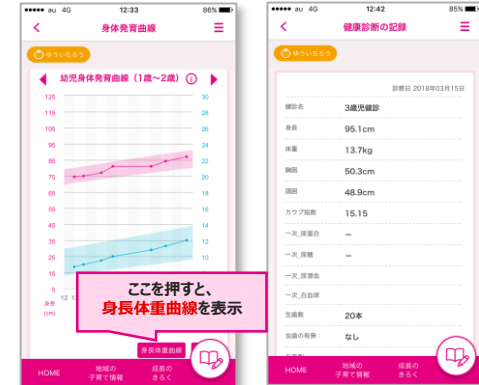 au 4G 12:33 86%
身体発育曲線
ゆういちろう
幼児身体発育曲線（1歳〜2歳）
125 30
115 28
105 26
95 24
85 22
75 20
65 18
55 16
45 14
35 12
25 10
15
5
身長
(cm)
12
ここを押すと、
身長体重曲線を表示
身長体重曲線
HOME
地域の
子育て情報
成長の
きろく
au 4G 12:42 85%
健康診断の記録
ゆういちろう
診察日 2018年03月15日
健診名 3歳児健診
身長 95.1cm
体重 13.7kg
胸囲 50.3cm
頭囲 48.9cm
カウプ指数 15.15
一次_尿蛋白 −
一次_尿糖 −
一次_尿潜血
一次_白血球
生歯数 20本
虫歯の有無： なし
HOME
地域の
子育て情報
成長の
きろく